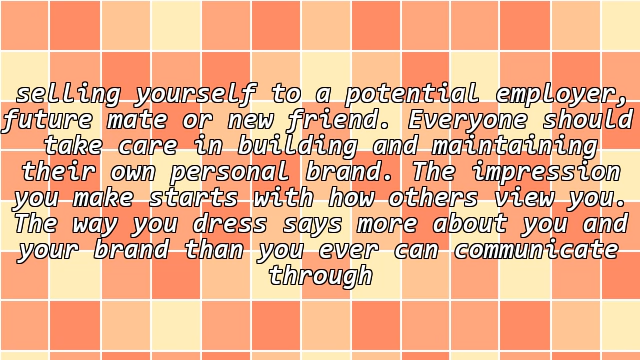 selling yourself to a potential employer,
future mate or new friend. Everyone should
take care in building and maintaining
their own personal brand. The impression
you make starts with how others view you.
The way you dress says more about you and
your brand than you ever can communicate
through